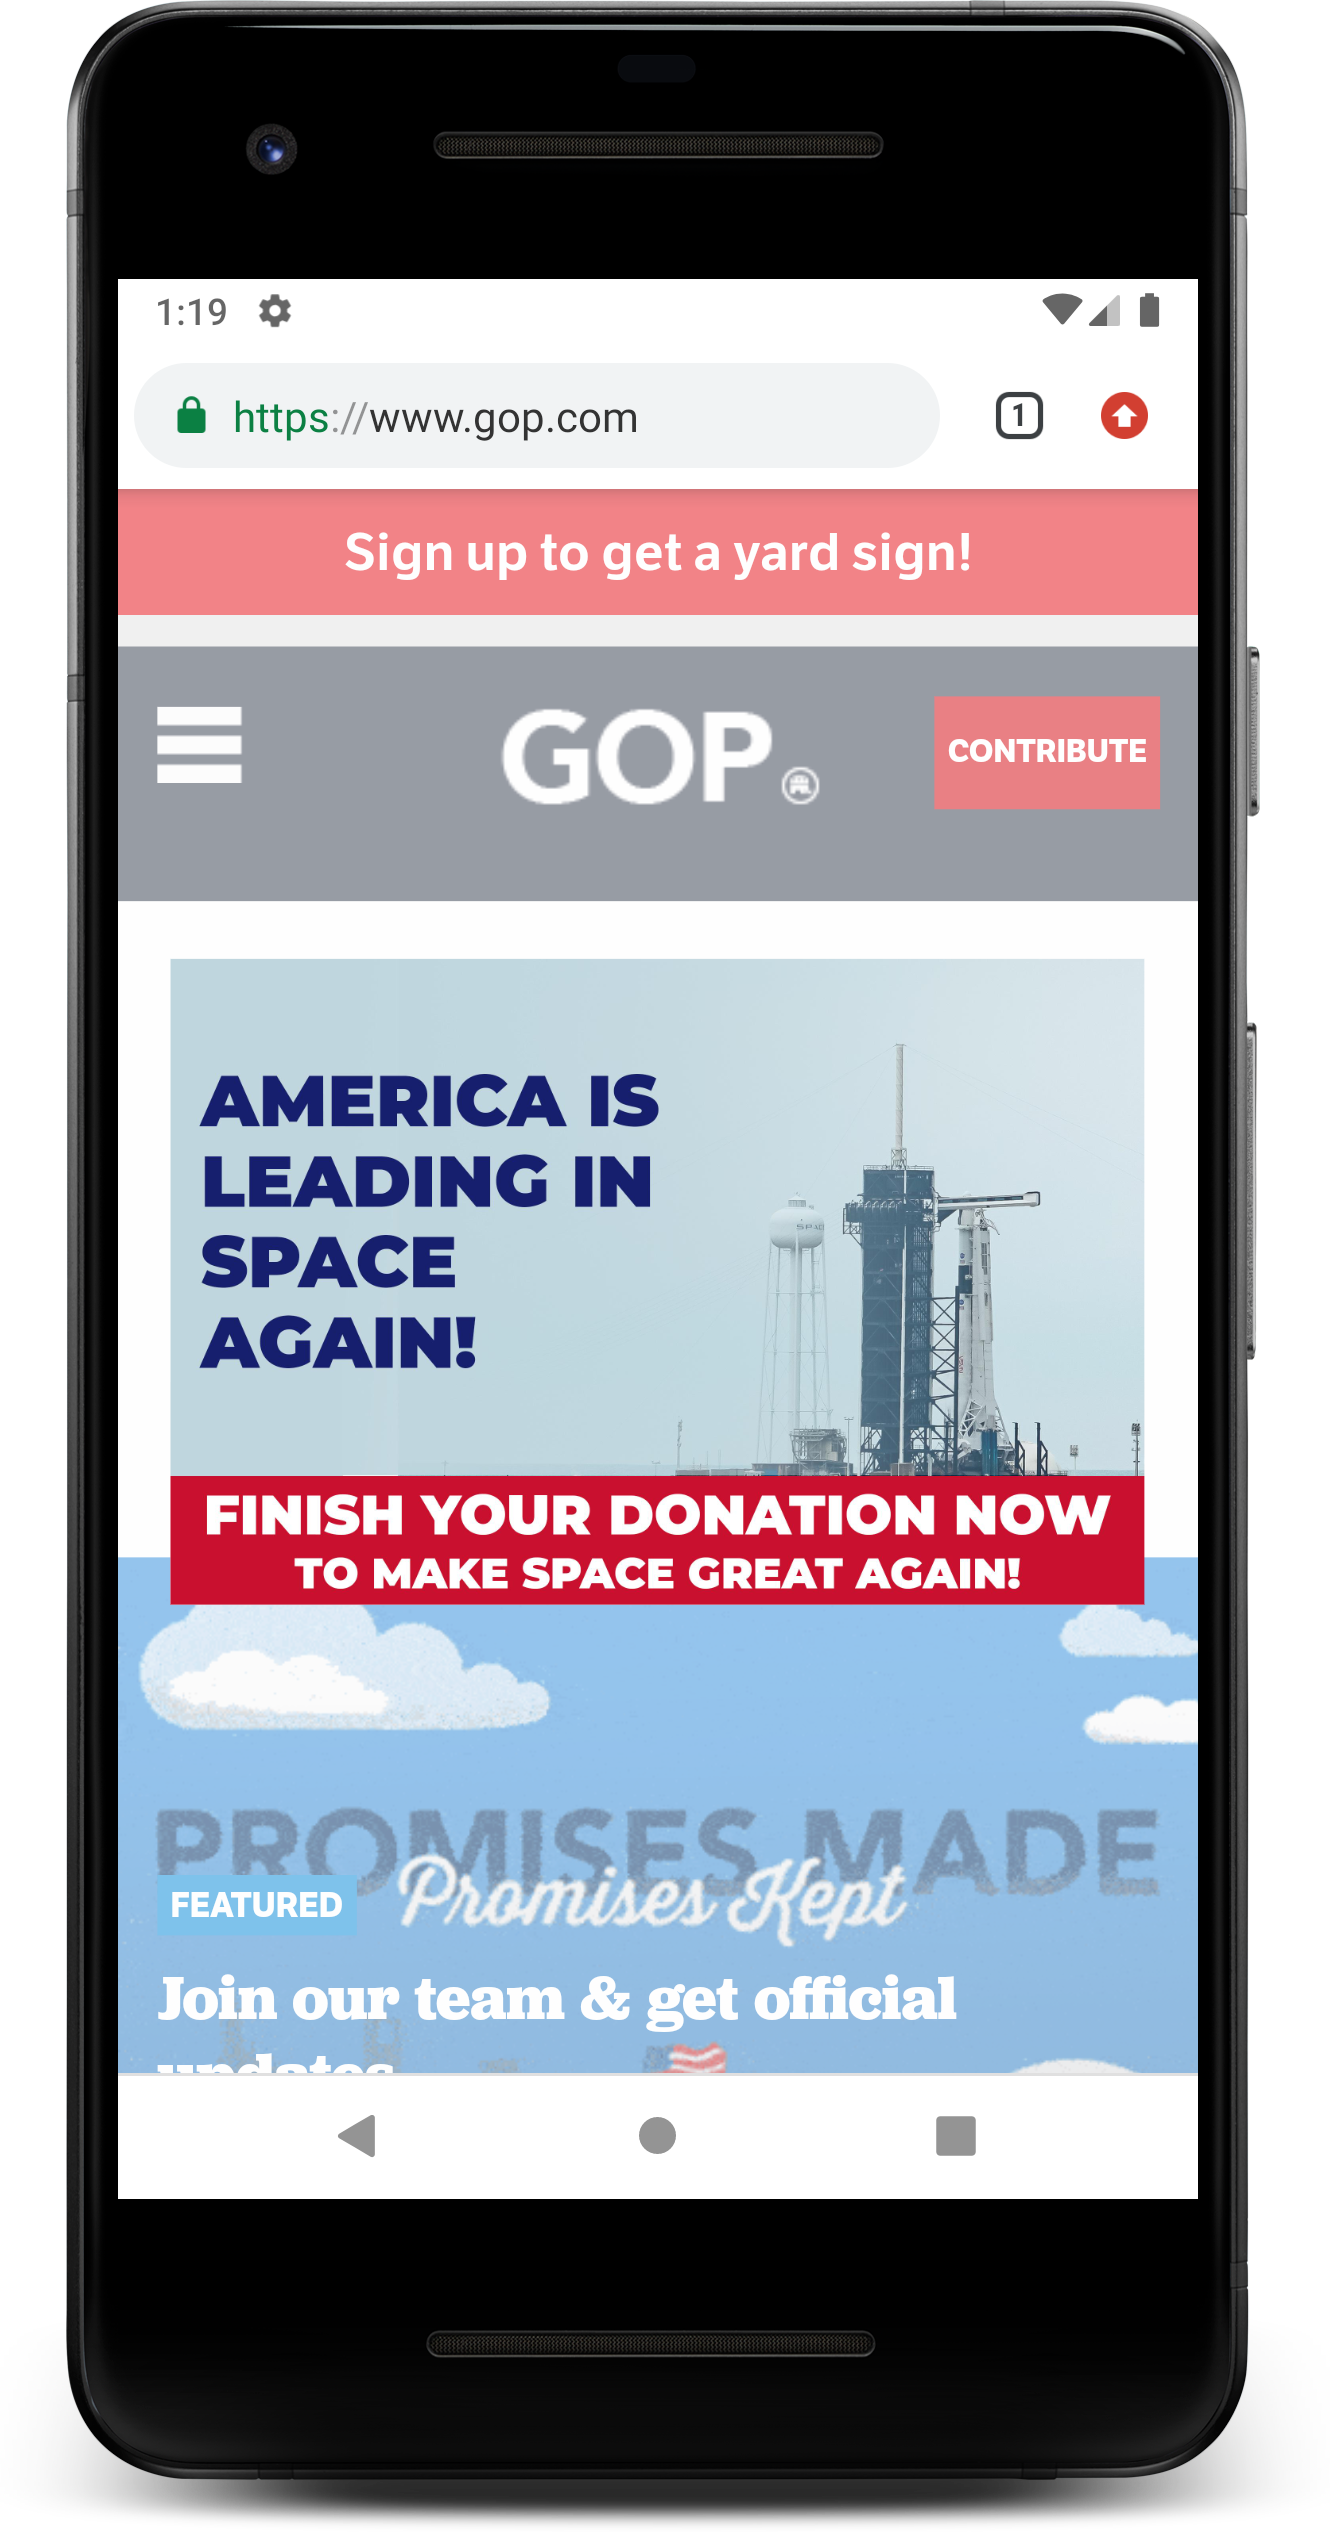 1:19
https://www.gop.com
1
Sign up to get a yard sign!
GOP
CONTRIBUTE
AMERICA IS
LEADING IN
SPACE
AGAIN!
FINISH YOUR DONATION NOW
TO MAKE SPACE GREAT AGAIN!
PROMISES MADE
Promises Kept
FEATURED
Join our team & get official
updates